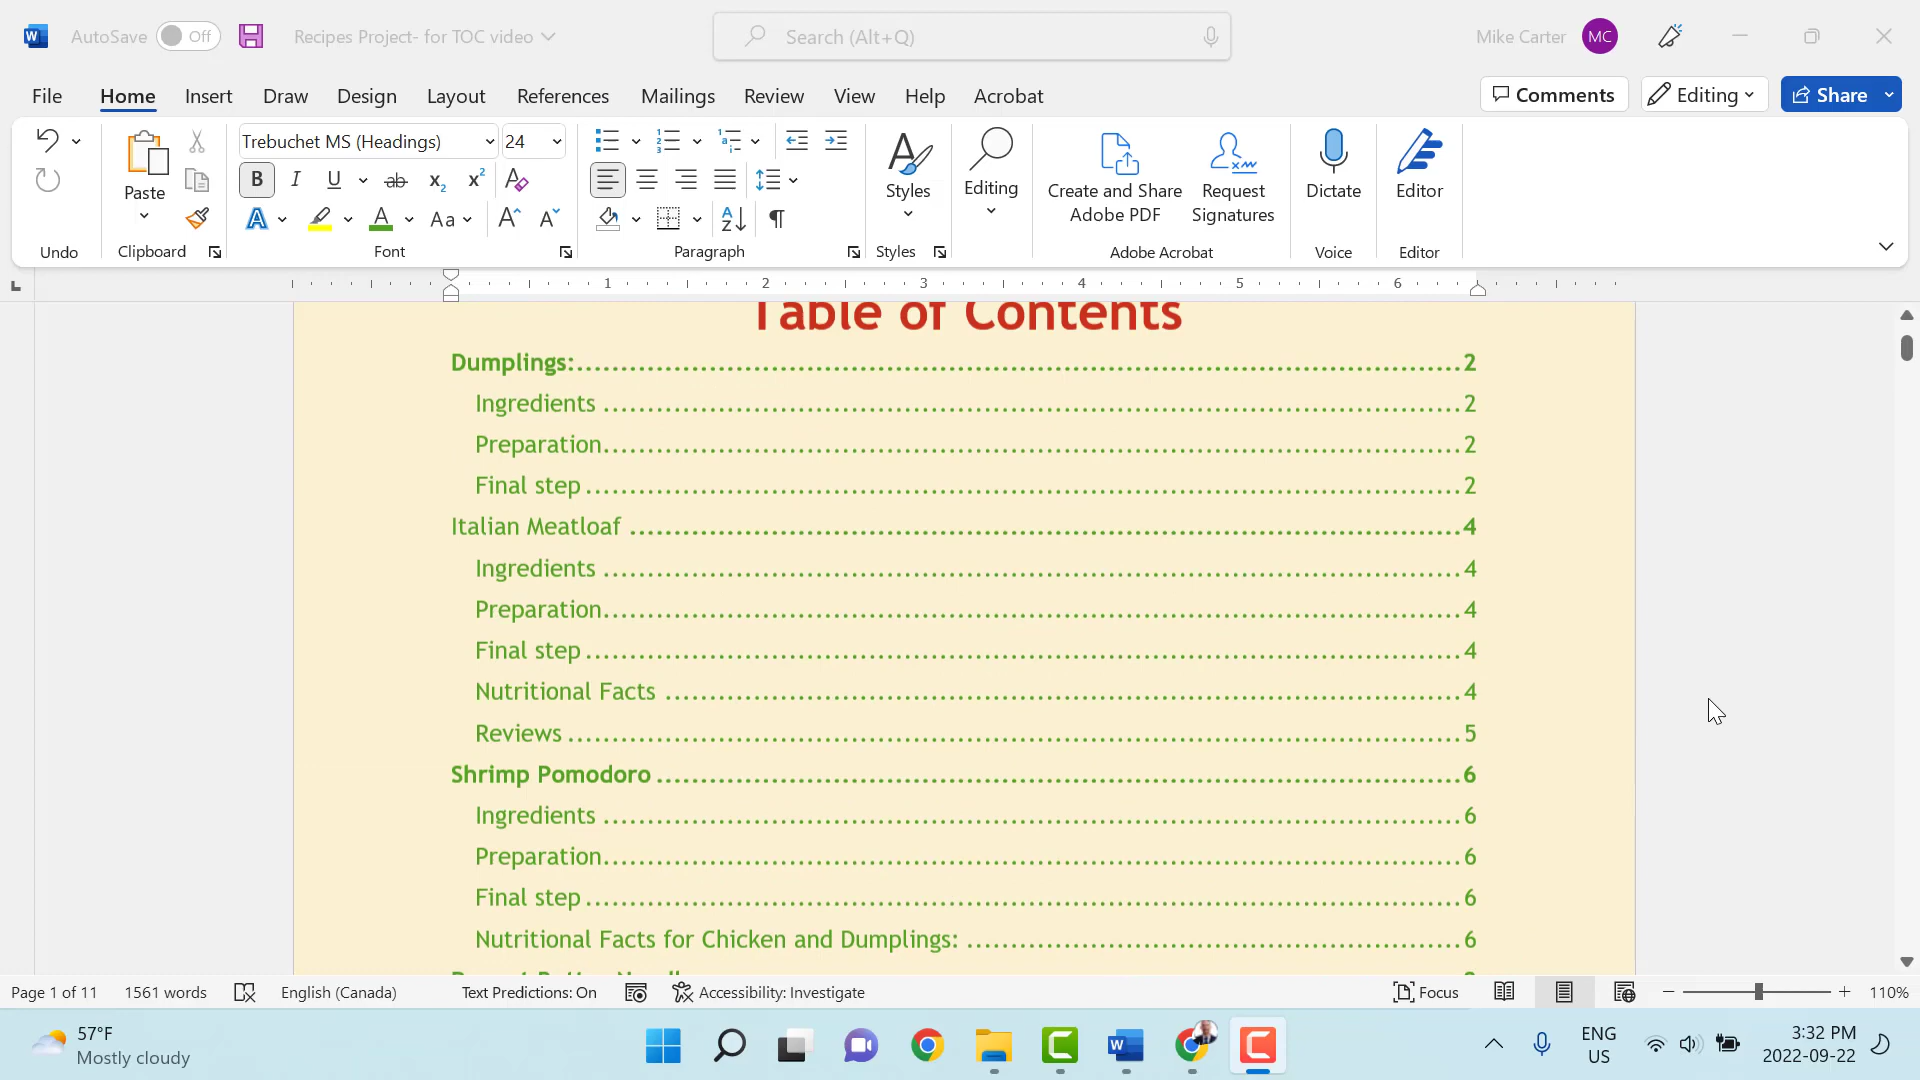 AutoSave Off Recipes Project- for TOC video Search (Alt+Q) Mike Carter MC
File Home Insert Draw Design Layout References Mailings Review View Help Acrobat Comments Editing Share
Trebuchet MS (Headings) 24
Paste
Styles
Editing
Create and Share
Adobe PDF
Request
Signatures
Dictate
Editor
Undo Clipboard Font Paragraph Styles Adobe Acrobat Voice Editor
1 2 3 4 5 6
Table of Contents
Dumplings: 2
Ingredients 2
Preparation 2
Final step 2
Italian Meatloaf 4
Ingredients 4
Preparation 4
Final step 4
Nutritional Facts 4
Reviews 5
Shrimp Pomodoro 6
Ingredients 6
Preparation 6
Final step 6
Nutritional Facts for Chicken and Dumplings: 6
Page 1 of 11 1561 words English (Canada) Text Predictions: On Accessibility: Investigate Focus 110%
57°F
Mostly cloudy
ENG
US
3:32 PM
2022-09-22